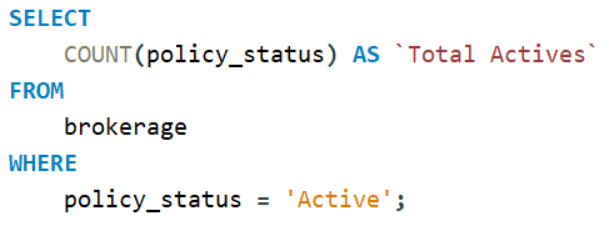 SELECT
    COUNT(policy_status) AS `Total Actives`
FROM
    brokerage
WHERE
    policy_status = 'Active';